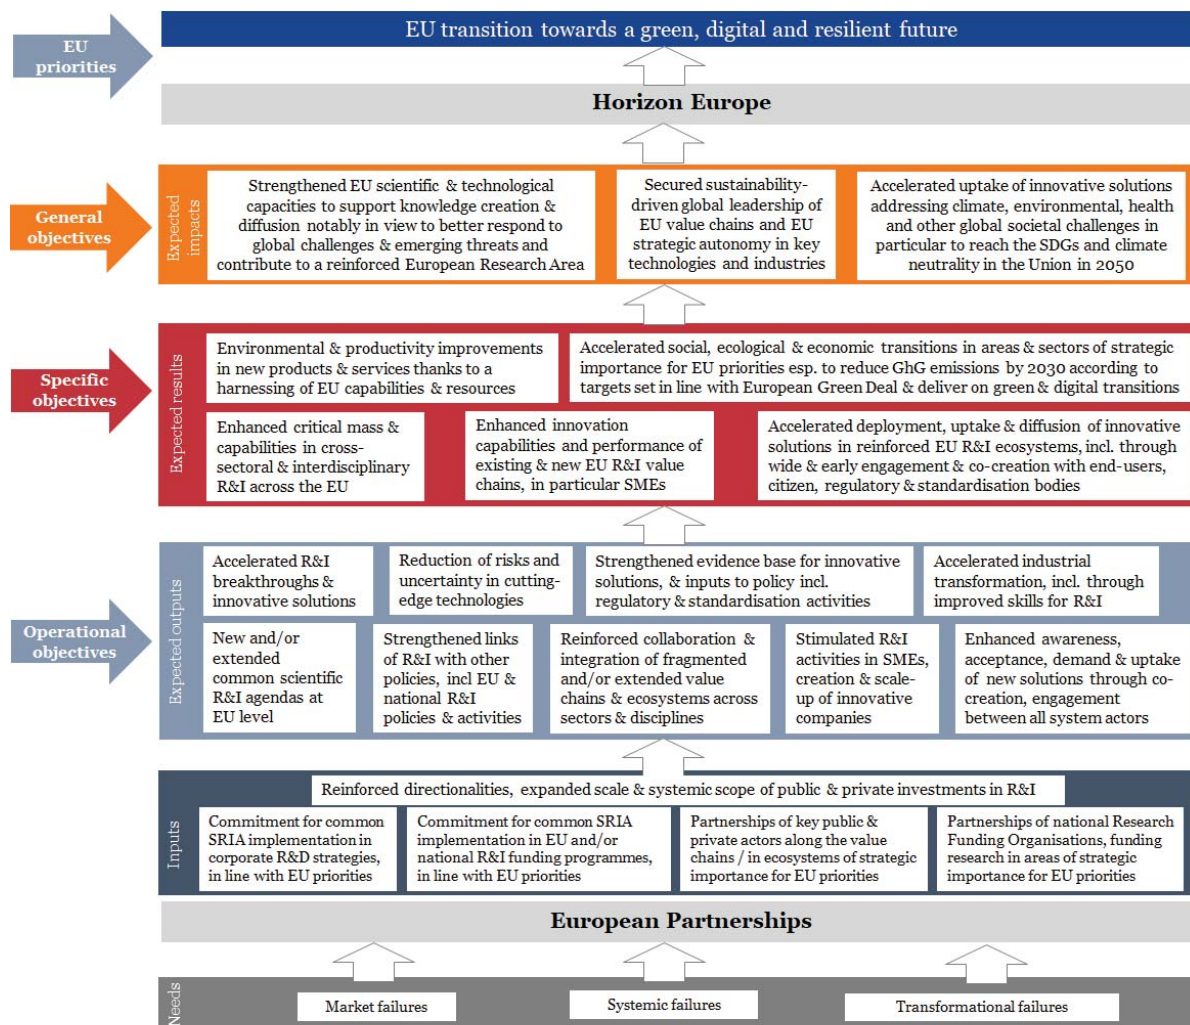 EU
priorities
EU transition towards a green, digital and resilient future
Horizon Europe
General
objectives
Expected
impacts
Strengthened EU scientific & technological
capacities to support knowledge creation &
diffusion notably in view to better respond to
global challenges & emerging threats and
contribute to a reinforced European Research Area
Secured sustainability-
driven global leadership of
EU value chains and EU
strategic autonomy in key
technologies and industries
Accelerated uptake of innovative solutions
addressing climate, environmental, health
and other global societal challenges in
particular to reach the SDGs and climate
neutrality in the Union in 2050
Specific
objectives
Expected results
Environmental & productivity improvements
in new products & services thanks to a
harnessing of EU capabilities & resources
Accelerated social, ecological & economic transitions in areas & sectors of strategic
importance for EU priorities esp. to reduce GhG emissions by 2030 according to
targets set in line with European Green Deal & deliver on green & digital transitions
Enhanced critical mass &
capabilities in cross-
sectoral & interdisciplinary
R&I across the EU
Enhanced innovation
capabilities and performance of
existing & new EU R&I value
chains, in particular SMEs
Accelerated deployment, uptake & diffusion of innovative
solutions in reinforced EU R&I ecosystems, incl. through
wide & early engagement & co-creation with end-users,
citizen, regulatory & standardisation bodies
Operational
objectives
Expected outputs
Accelerated R&I
breakthroughs &
innovative solutions
Reduction of risks and
uncertainty in cutting-
edge technologies
Strengthened evidence base for innovative
solutions, & inputs to policy incl.
regulatory & standardisation activities
Accelerated industrial
transformation, incl. through
improved skills for R&I
New and/or
extended
common scientific
R&I agendas at
EU level
Strengthened links
of R&I with other
policies, incl EU &
national R&I
policies & activities
Reinforced collaboration &
integration of fragmented
and/or extended value
chains & ecosystems across
sectors & disciplines
Stimulated R&I
activities in SMEs,
creation & scale-
up of innovative
companies
Enhanced awareness,
acceptance, demand & uptake
of new solutions through co-
creation, engagement
between all system actors
Inputs
Reinforced directionalities, expanded scale & systemic scope of public & private investments in R&I
Commitment for common
SRIA implementation in
corporate R&D strategies,
in line with EU priorities
Commitment for common SRIA
implementation in EU and/or
national R&I funding programmes,
in line with EU priorities
Partnerships of key public &
private actors along the value
chains / in ecosystems of strategic
importance for EU priorities
Partnerships of national Research
Funding Organisations, funding
research in areas of strategic
importance for EU priorities
European Partnerships
Needs
Market failures
Systemic failures
Transformational failures